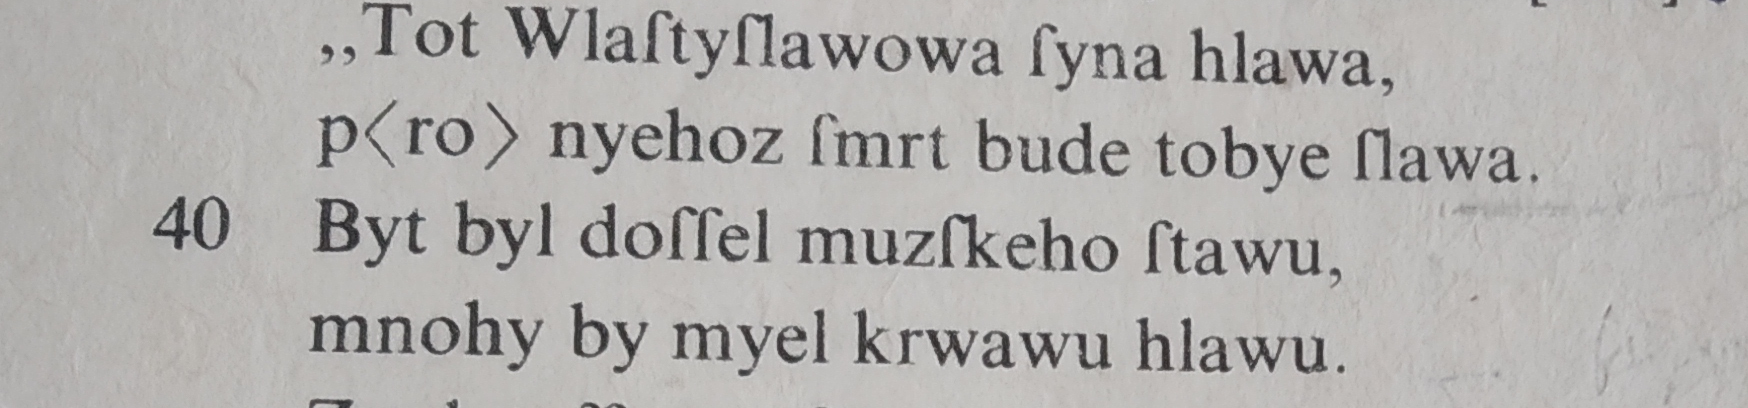 „Tot Wlaſtyſlawowa ſyna hlawa,
p⟨ro⟩ nyehoz ſmrt bude tobye ſlawa.
40 Byt byl doſſel muzſkeho ſtawu,
mnohy by myel krwawu hlawu.